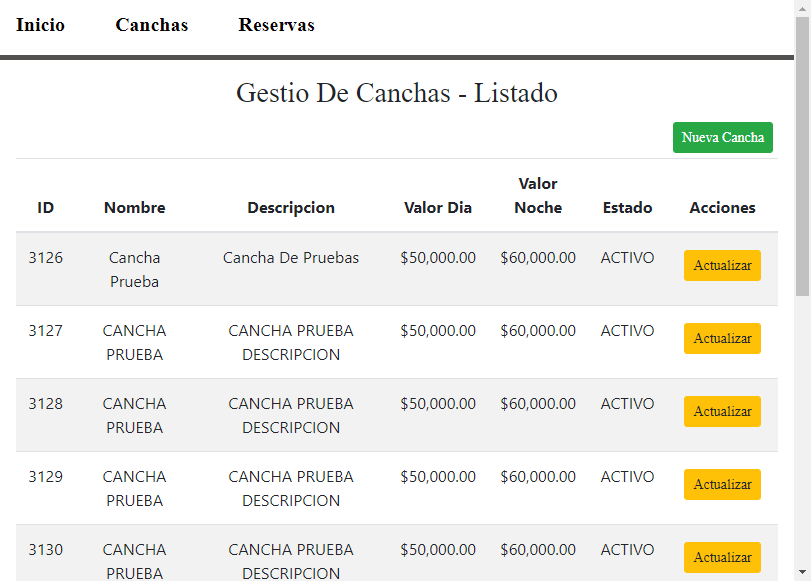 Inicio Canchas Reservas
Gestio De Canchas - Listado
Nueva Cancha
ID Nombre Descripcion Valor Dia Valor Noche Estado Acciones
3126 Cancha Prueba Cancha De Pruebas $50,000.00 $60,000.00 ACTIVO Actualizar
3127 CANCHA PRUEBA CANCHA PRUEBA DESCRIPCION $50,000.00 $60,000.00 ACTIVO Actualizar
3128 CANCHA PRUEBA CANCHA PRUEBA DESCRIPCION $50,000.00 $60,000.00 ACTIVO Actualizar
3129 CANCHA PRUEBA CANCHA PRUEBA DESCRIPCION $50,000.00 $60,000.00 ACTIVO Actualizar
3130 CANCHA PRUEBA CANCHA PRUEBA DESCRIPCION $50,000.00 $60,000.00 ACTIVO Actualizar